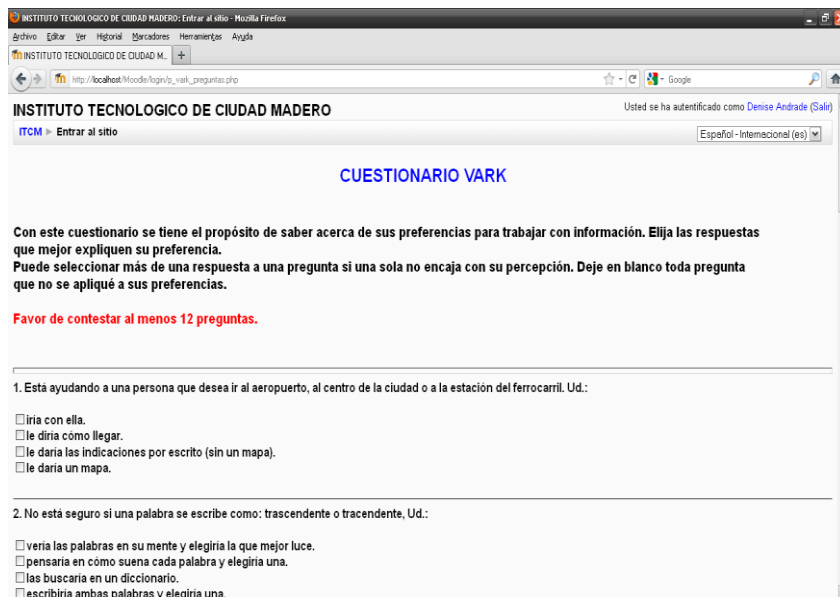 INSTITUTO TECNOLOGICO DE CIUDAD MADERO: Entrar al sitio - Mozilla Firefox
Archivo Editar Ver Historial Marcadores Herramientas Ayuda
INSTITUTO TECNOLOGICO DE CIUDAD M...
http://localhost/Moodle/login/p_vark_preguntas.php Google
INSTITUTO TECNOLOGICO DE CIUDAD MADERO Usted se ha autentificado como Denise Andrade (Salir)
ITCM ► Entrar al sitio Español - Internacional (es)
CUESTIONARIO VARK
Con este cuestionario se tiene el propósito de saber acerca de sus preferencias para trabajar con información. Elija las respuestas
que mejor expliquen su preferencia.
Puede seleccionar más de una respuesta a una pregunta si una sola no encaja con su percepción. Deje en blanco toda pregunta
que no se apliqué a sus preferencias.
Favor de contestar al menos 12 preguntas.
1. Está ayudando a una persona que desea ir al aeropuerto, al centro de la ciudad o a la estación del ferrocarril. Ud.:
iría con ella.
le diría cómo llegar.
le daría las indicaciones por escrito (sin un mapa).
le daría un mapa.
2. No está seguro si una palabra se escribe como: trascendente o tracendente, Ud.:
vería las palabras en su mente y elegiría la que mejor luce.
pensaría en cómo suena cada palabra y elegiría una.
las buscaría en un diccionario.
escribiría ambas palabras y elegiría una.